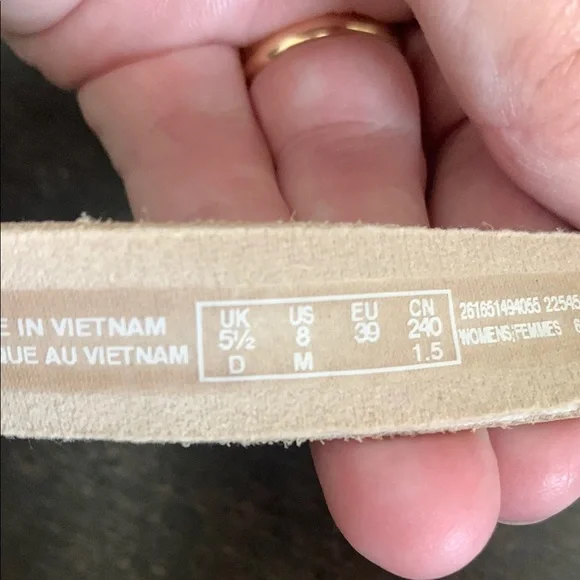 E IN VIETNAM
QUE AU VIETNAM
UK US EU CN
5½ 8 39 240
D M 1.5
261651494055 22545
WOMENS/FEMMES